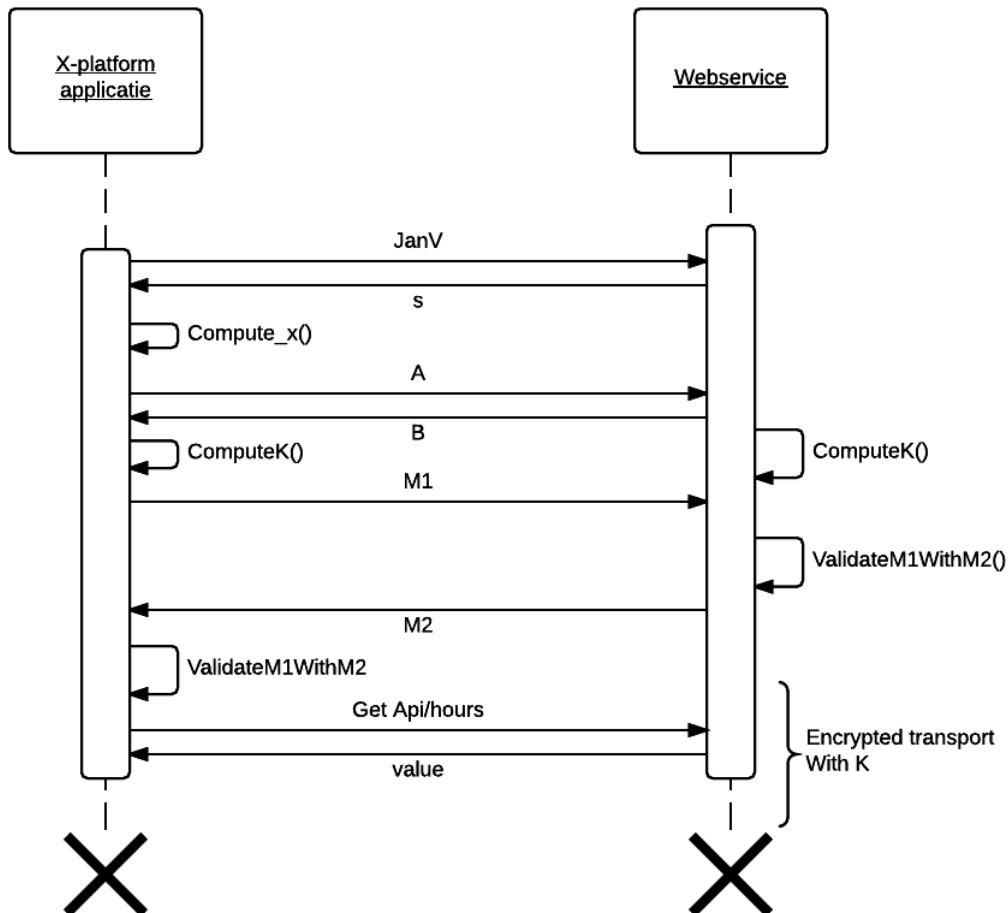 X-platform
applicatie
Webservice
JanV
s
Compute_x()
A
B
ComputeK()
ComputeK()
M1
ValidateM1WithM2()
M2
ValidateM1WithM2
Get Api/hours
value
Encrypted transport
With K